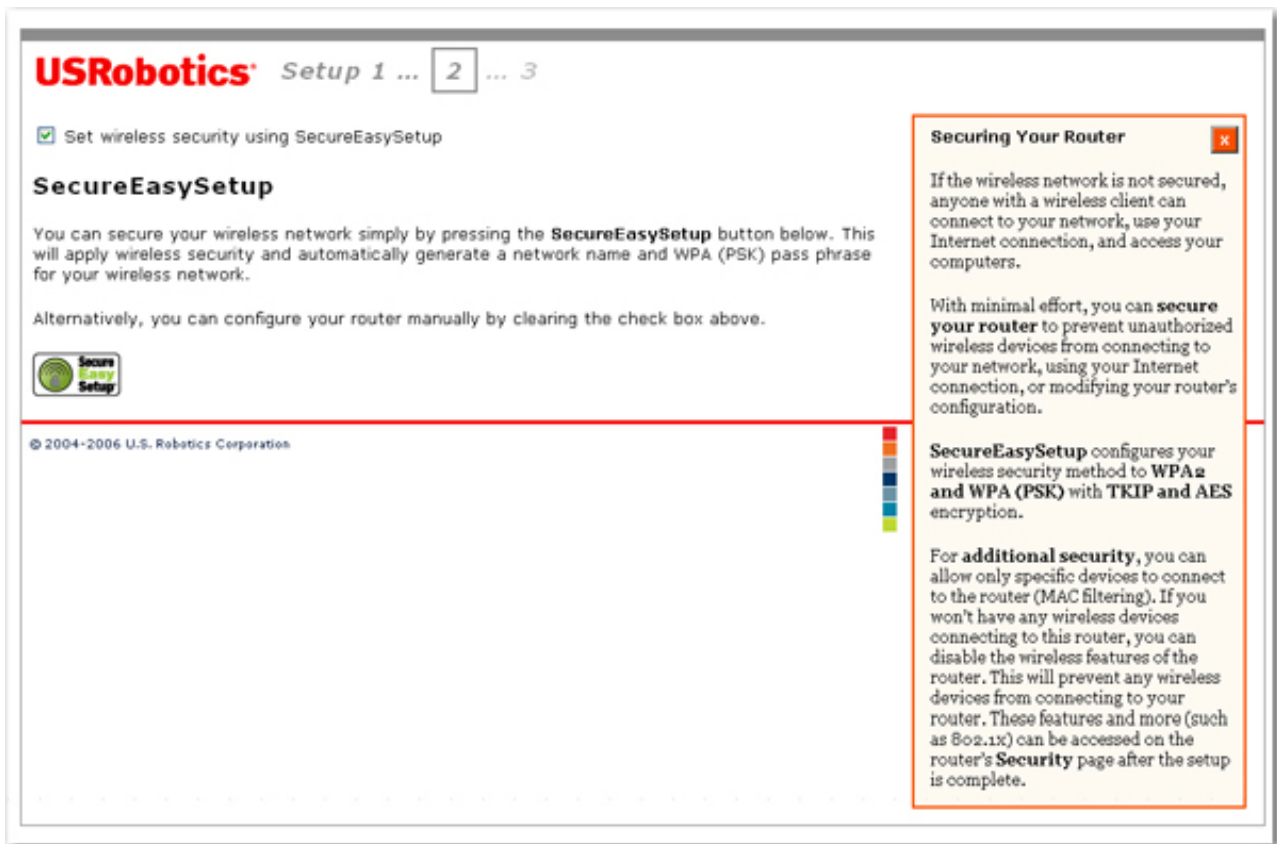 USRobotics® Setup 1 ... 2 ... 3
Set wireless security using SecureEasySetup
SecureEasySetup
You can secure your wireless network simply by pressing the SecureEasySetup button below. This
will apply wireless security and automatically generate a network name and WPA (PSK) pass phrase
for your wireless network.
Alternatively, you can configure your router manually by clearing the check box above.
Secure
Easy
Setup
© 2004-2006 U.S. Robotics Corporation
Securing Your Router
x
If the wireless network is not secured,
anyone with a wireless client can
connect to your network, use your
Internet connection, and access your
computers.
With minimal effort, you can secure
your router to prevent unauthorized
wireless devices from connecting to
your network, using your Internet
connection, or modifying your router's
configuration.
SecureEasySetup configures your
wireless security method to WPA2
and WPA (PSK) with TKIP and AES
encryption.
For additional security, you can
allow only specific devices to connect
to the router (MAC filtering). If you
won't have any wireless devices
connecting to this router, you can
disable the wireless features of the
router. This will prevent any wireless
devices from connecting to your
router. These features and more (such
as 802.1x) can be accessed on the
router's Security page after the setup
is complete.